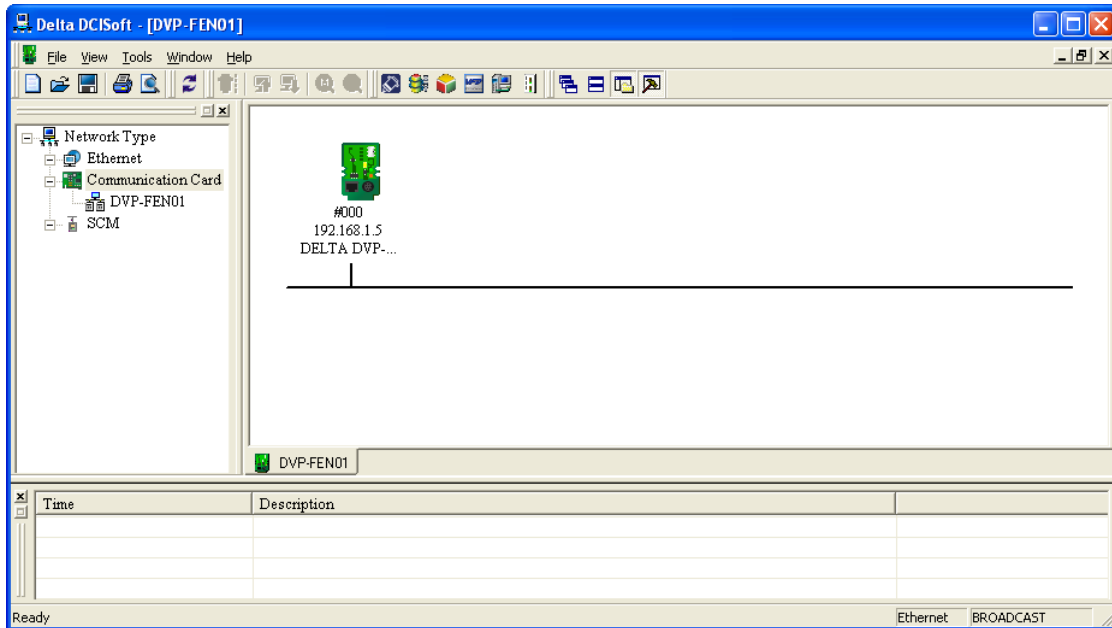 Delta DCISoft - [DVP-FEN01]
File View Tools Window Help
Network Type
Ethernet
Communication Card
DVP-FEN01
SCM
#000
192.168.1.5
DELTA DVP-...
DVP-FEN01
Time Description
Ready Ethernet BROADCAST